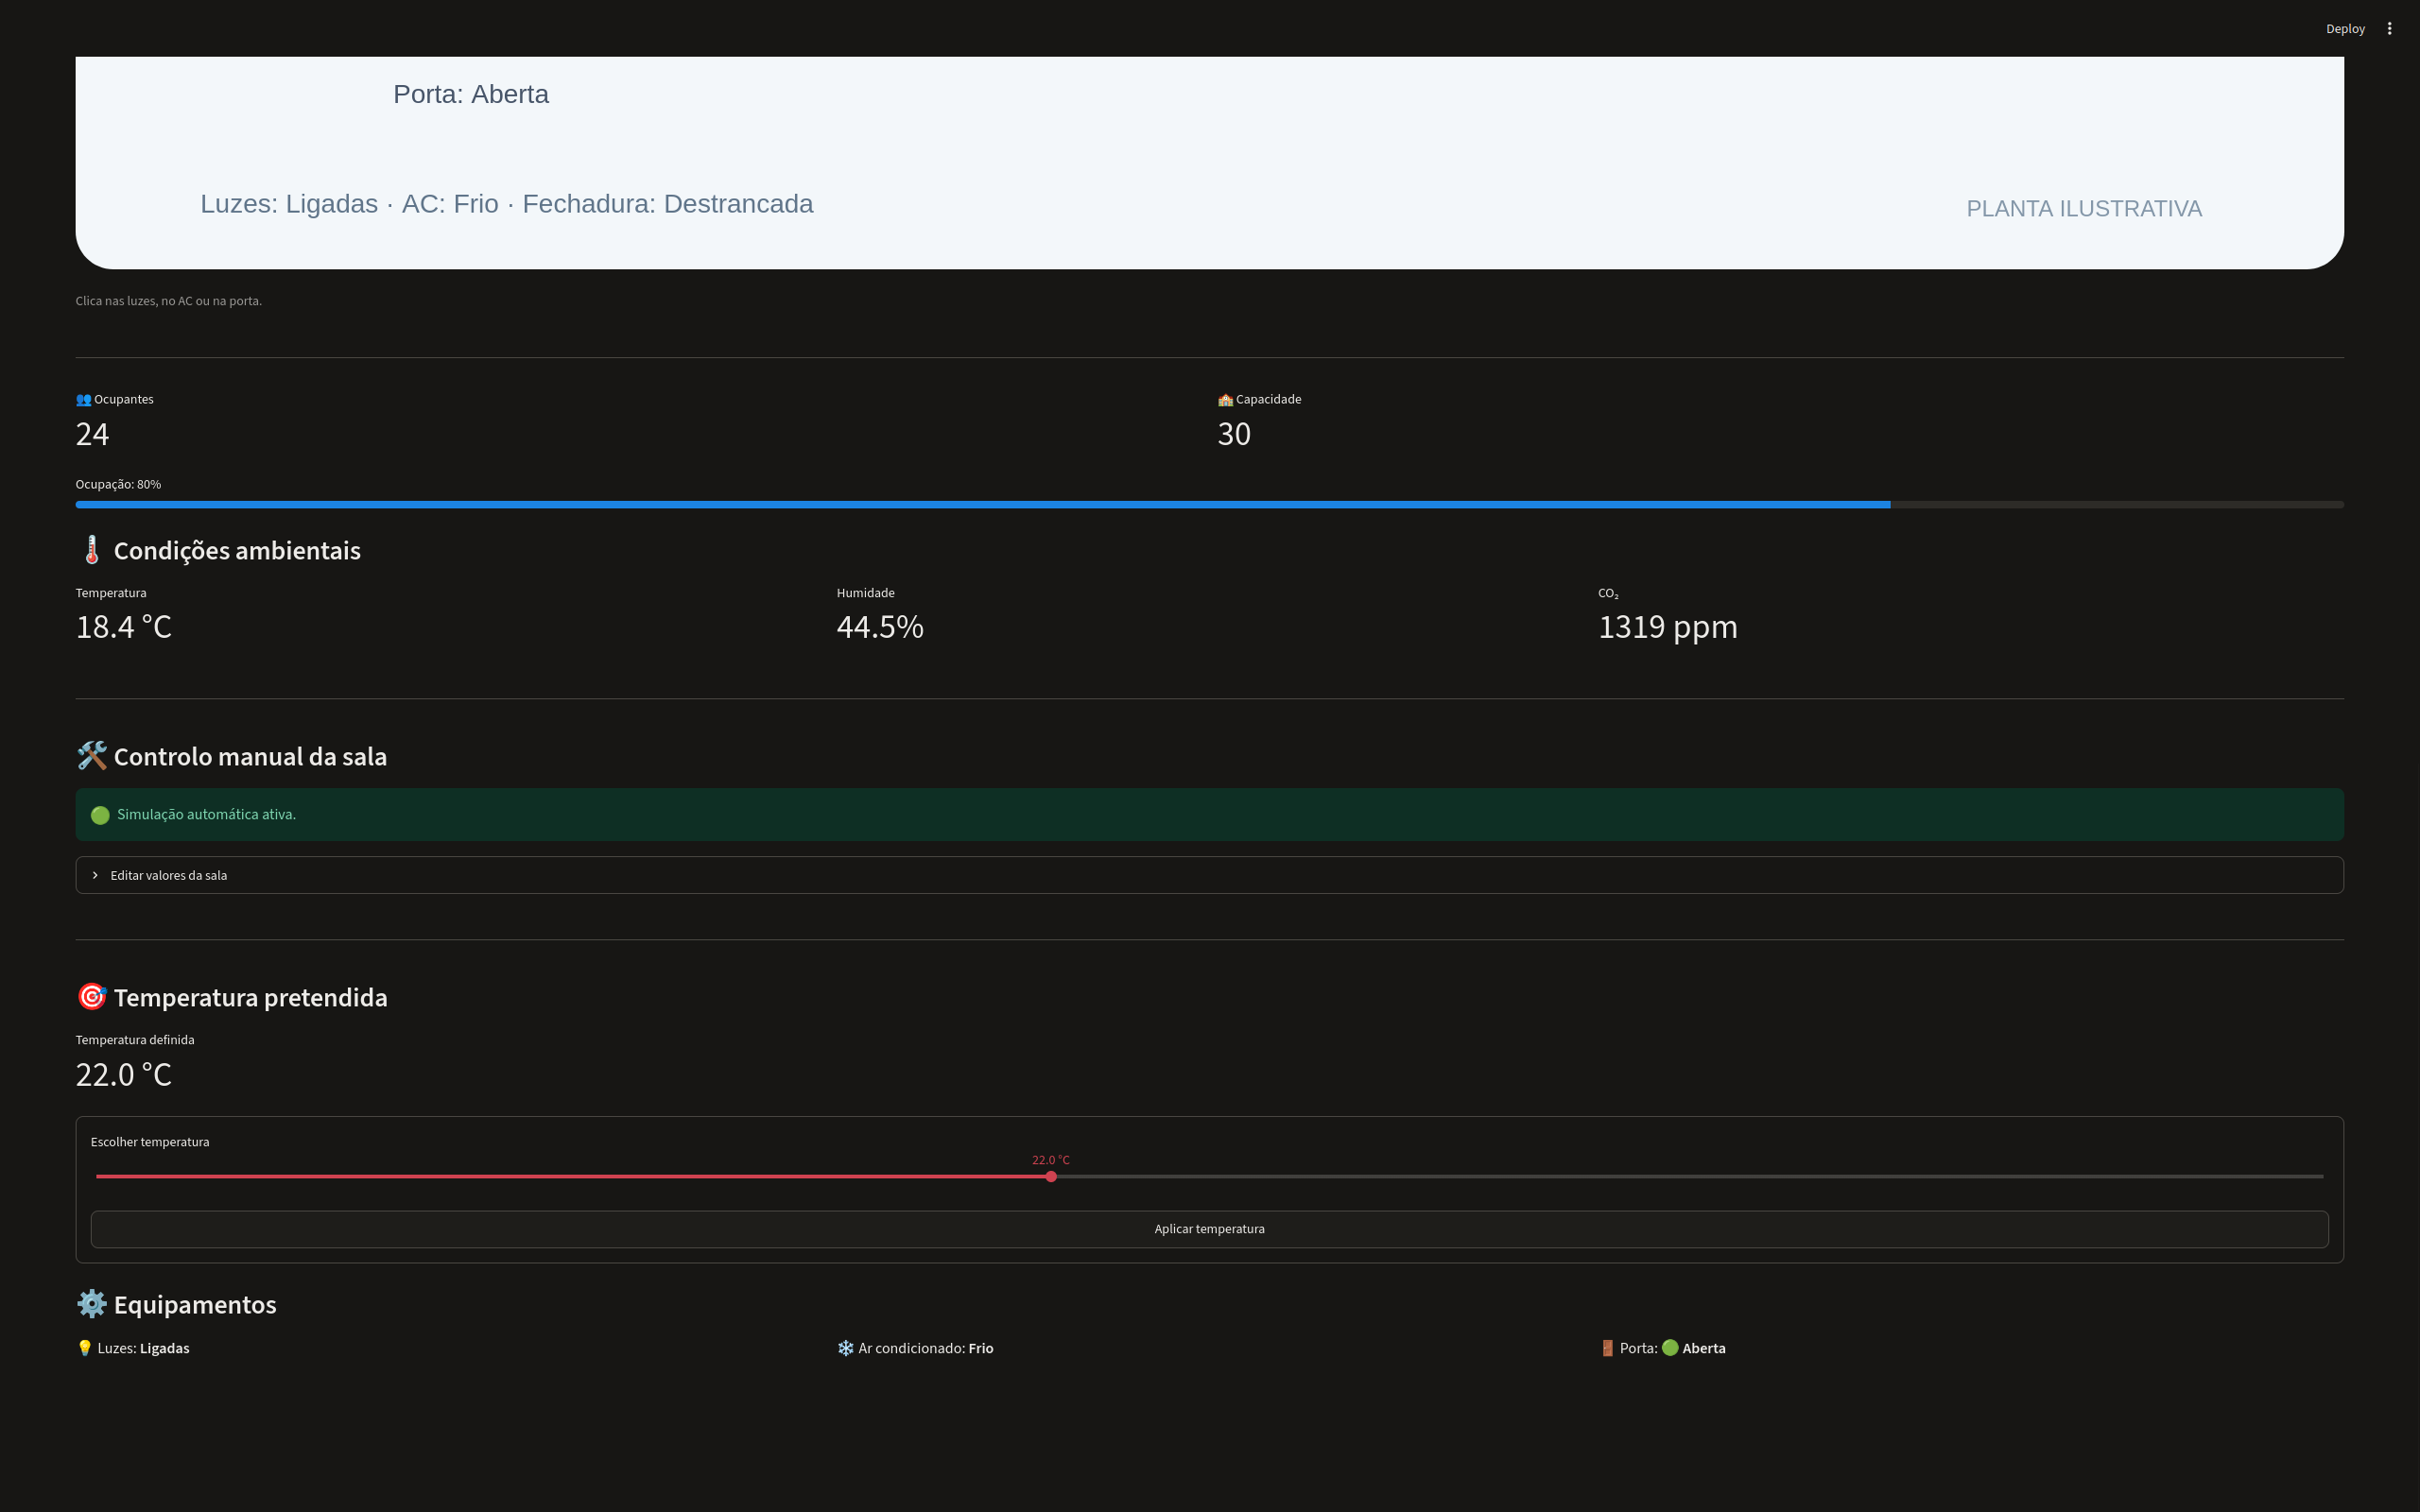 Deploy
Porta: Aberta
Luzes: Ligadas · AC: Frio · Fechadura: Destrancada
PLANTA ILUSTRATIVA
Clica nas luzes, no AC ou na porta.
👥 Ocupantes
🏫 Capacidade
24
30
Ocupação: 80%
🌡️ Condições ambientais
Temperatura
Humidade
CO₂
18.4 °C
44.5%
1319 ppm
🛠️ Controlo manual da sala
🟢 Simulação automática ativa.
Editar valores da sala
🎯 Temperatura pretendida
Temperatura definida
22.0 °C
Escolher temperatura
22.0 °C
Aplicar temperatura
⚙️ Equipamentos
💡 Luzes: Ligadas
❄️ Ar condicionado: Frio
🚪 Porta: 🟢 Aberta